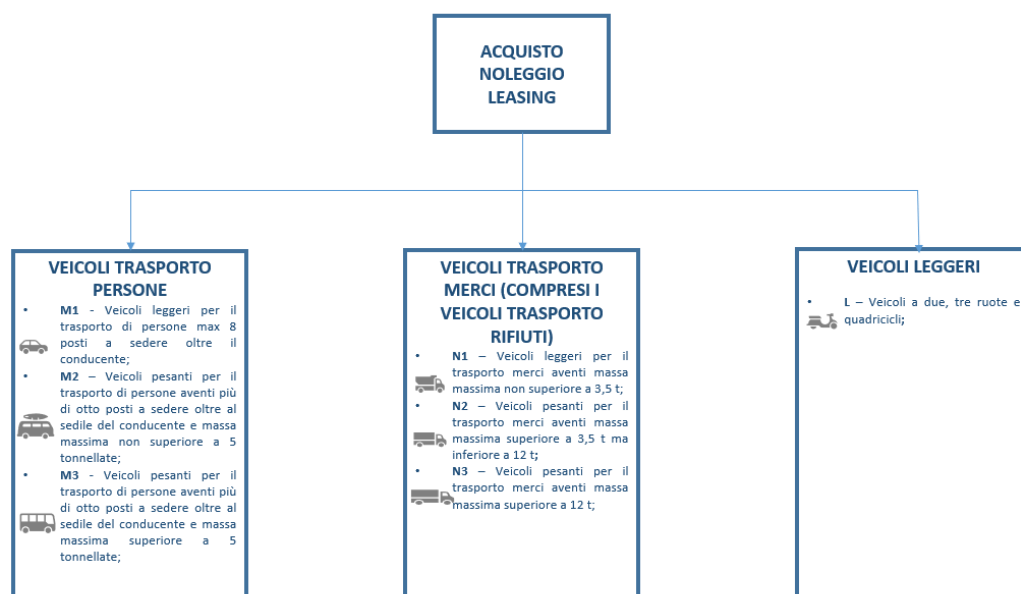 ACQUISTO
NOLEGGIO
LEASING
VEICOLI TRASPORTO
PERSONE
• M1 - Veicoli leggeri per il
trasporto di persone max 8
posti a sedere oltre il
conducente;
• M2 – Veicoli pesanti per il
trasporto di persone aventi più
di otto posti a sedere oltre al
sedile del conducente e massa
massima non superiore a 5
tonnellate;
• M3 - Veicoli pesanti per il
trasporto di persone aventi più
di otto posti a sedere oltre al
sedile del conducente e massa
massima superiore a 5
tonnellate;
VEICOLI TRASPORTO
MERCI (COMPRESI I
VEICOLI TRASPORTO
RIFIUTI)
• N1 – Veicoli leggeri per il
trasporto merci aventi massa
massima non superiore a 3,5 t;
• N2 – Veicoli pesanti per il
trasporto merci aventi massa
massima superiore a 3,5 t ma
inferiore a 12 t;
• N3 – Veicoli pesanti per il
trasporto merci aventi massa
massima superiore a 12 t;
VEICOLI LEGGERI
• L – Veicoli a due, tre ruote e
quadricicli;